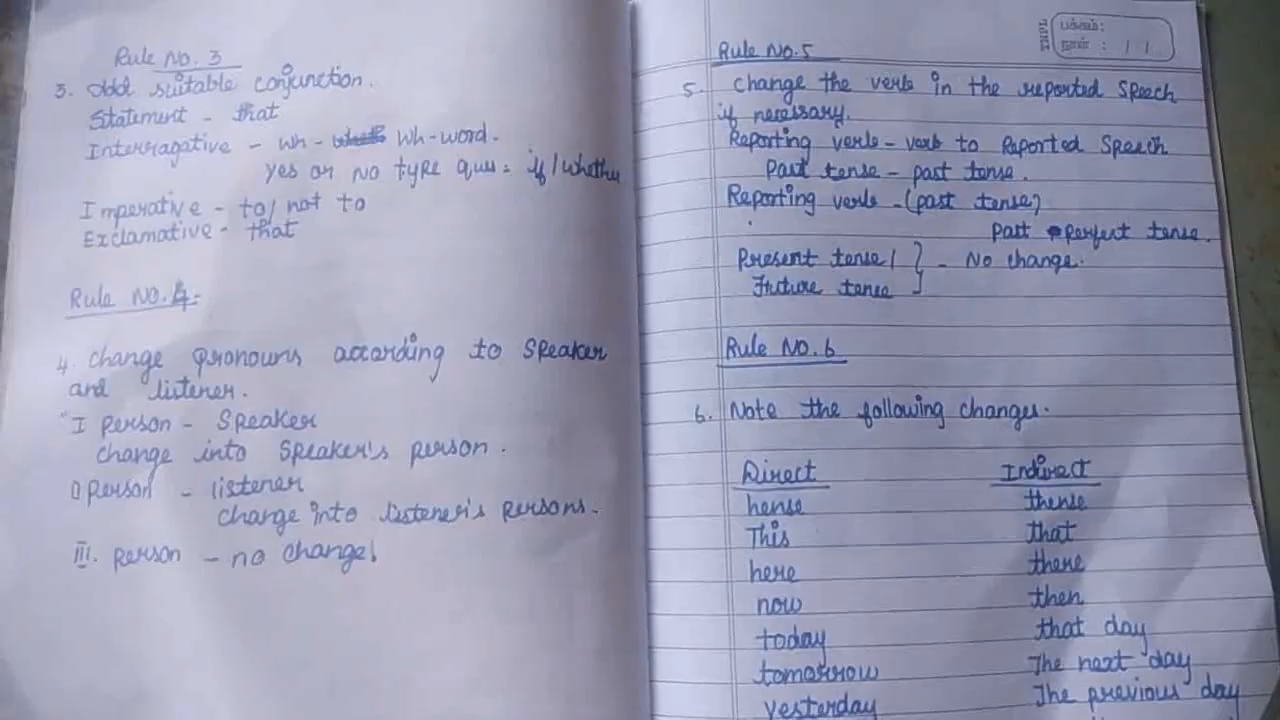 Rule No. 3
3. Add suitable conjunction.
Statement - that
Interragative - wh - wh-word.
yes or no type ques = if/whether
Imperative - to/not to
Exclamative - that
Rule No. 4:
4. change pronouns according to speaker
and listener.
I person - speaker
change into speaker's person.
II person - listener
change into listener's persons.
III. person - no change!
பக்கம்:
நாள் : / /
Rule No. 5
5. change the verb in the reported speech
if necessary.
Reporting verb - verb to Reported Speech
Past tense - past tense.
Reporting verb - (past tense)
Past perfect tense.
Present tense/ } - No change.
Future tense
Rule No. 6
6. Note the following changes.
Direct Indirect
hense thense
This that
here there
now then
today that day
tomorrow The next day
yesterday The previous day